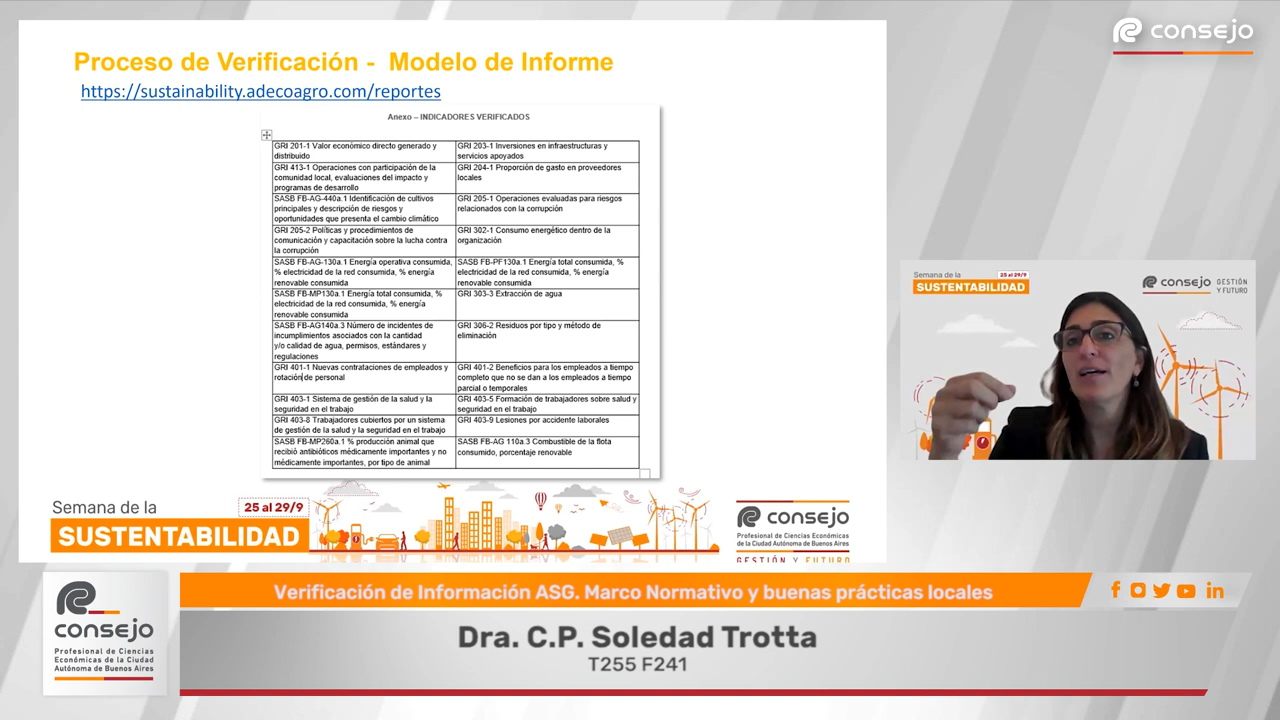 consejo
Proceso de Verificación - Modelo de Informe
https://sustainability.adecoagro.com/reportes
Anexo – INDICADORES VERIFICADOS
GRI 201-1 Valor económico directo generado y
distribuido
GRI 203-1 Inversiones en infraestructuras y
servicios apoyados
GRI 413-1 Operaciones con participación de la
comunidad local, evaluaciones del impacto y
programas de desarrollo
GRI 204-1 Proporción de gasto en proveedores
locales
SASB FB-AG-440a.1 Identificación de cultivos
principales y descripción de riesgos y
oportunidades que presenta el cambio climático
GRI 205-1 Operaciones evaluadas para riesgos
relacionados con la corrupción
GRI 205-2 Políticas y procedimientos de
comunicación y capacitación sobre la lucha contra
la corrupción
GRI 302-1 Consumo energético dentro de la
organización
SASB FB-AG-130a.1 Energía operativa consumida,
% electricidad de la red consumida, % energía
renovable consumida
SASB FB-PF130a.1 Energía total consumida, %
electricidad de la red consumida, % energía
renovable consumida
SASB FB-MP130a.1 Energía total consumida, %
electricidad de la red consumida, % energía
renovable consumida
GRI 303-3 Extracción de agua
SASB FB-AG140a.3 Número de incidentes de
incumplimientos asociados con la cantidad
y/o calidad de agua, permisos, estándares y
regulaciones
GRI 306-2 Residuos por tipo y método de
eliminación
GRI 401-1 Nuevas contrataciones de empleados y
rotación de personal
GRI 401-2 Beneficios para los empleados a tiempo
completo que no se dan a los empleados a tiempo
parcial o temporales
GRI 403-1 Sistema de gestión de la salud y la
seguridad en el trabajo
GRI 403-5 Formación de trabajadores sobre salud y
seguridad en el trabajo
GRI 403-8 Trabajadores cubiertos por un sistema
de gestión de la salud y la seguridad en el trabajo
GRI 403-9 Lesiones por accidente laborales
SASB FB-MP260a.1 % producción animal que
recibió antibióticos médicamente importantes y no
médicamente importantes, por tipo de animal
SASB FB-AG 110a.3 Combustible de la flota
consumido, porcentaje renovable
Semana de la
25 al 29/9
SUSTENTABILIDAD
consejo
Profesional de Ciencias Económicas
de la Ciudad Autónoma de Buenos Aires
GESTIÓN Y FUTURO
Semana de la
25 al 29/9
SUSTENTABILIDAD
consejo
GESTIÓN
Y FUTURO
consejo
Profesional de Ciencias
Económicas de la Ciudad
Autónoma de Buenos Aires
Verificación de Información ASG. Marco Normativo y buenas prácticas locales
Dra. C.P. Soledad Trotta
T255 F241